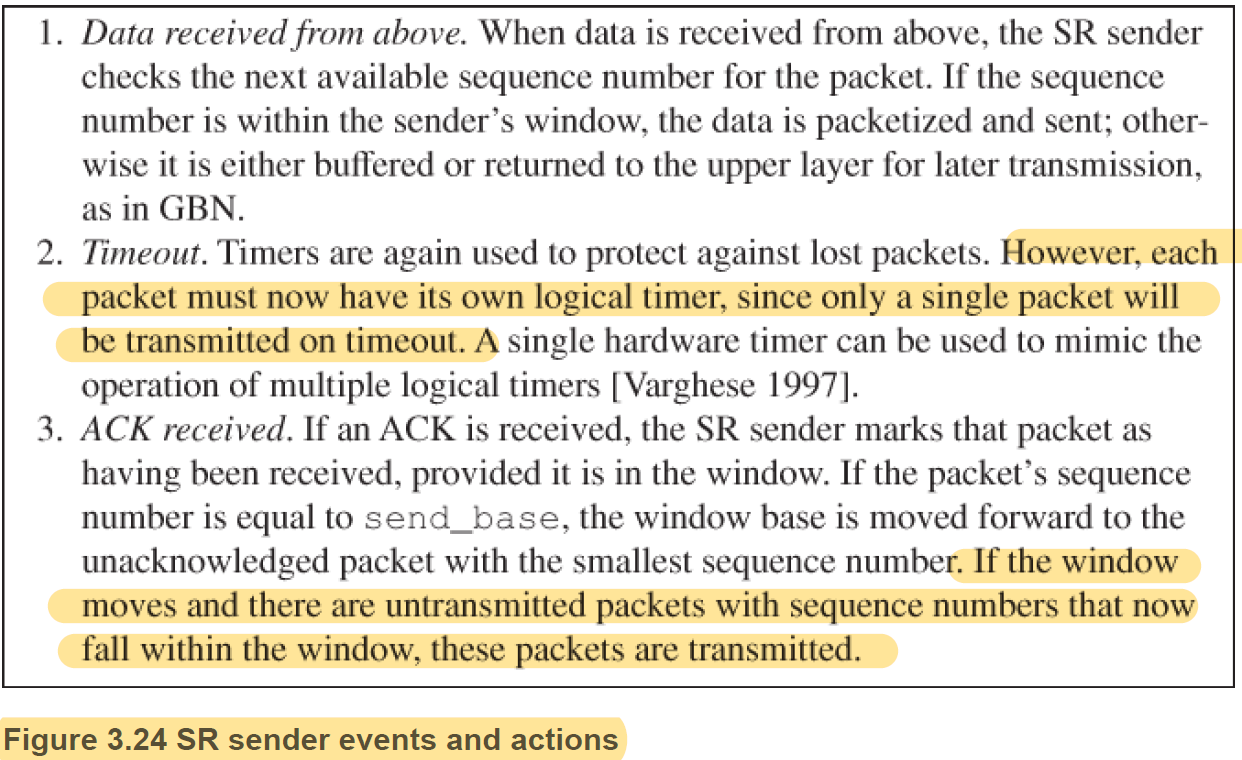 1. Data received from above. When data is received from above, the SR sender
checks the next available sequence number for the packet. If the sequence
number is within the sender's window, the data is packetized and sent; other-
wise it is either buffered or returned to the upper layer for later transmission,
as in GBN.
2. Timeout. Timers are again used to protect against lost packets. However, each
packet must now have its own logical timer, since only a single packet will
be transmitted on timeout. A single hardware timer can be used to mimic the
operation of multiple logical timers [Varghese 1997].
3. ACK received. If an ACK is received, the SR sender marks that packet as
having been received, provided it is in the window. If the packet's sequence
number is equal to send_base, the window base is moved forward to the
unacknowledged packet with the smallest sequence number. If the window
moves and there are untransmitted packets with sequence numbers that now
fall within the window, these packets are transmitted.
Figure 3.24 SR sender events and actions